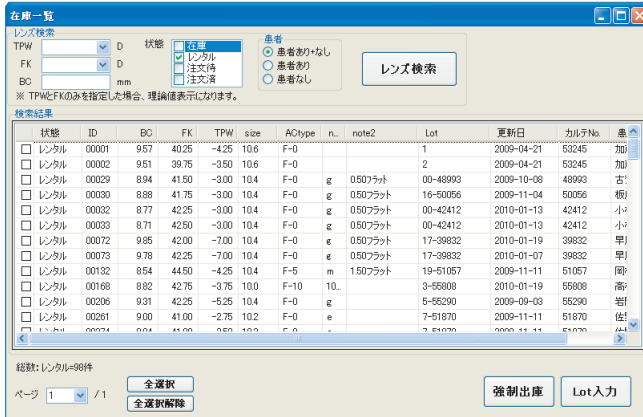 在庫一覧
レンズ検索
TPW D 状態 在庫
レンタル
FK D 注文待
BC mm 注文済
※ TPWとFKのみを指定した場合、理論値表示になります。
患者
患者あり+なし
患者あり
患者なし
レンズ検索
検索結果
状態 ID BC FK TPW size ACtype n... note2 Lot 更新日 カルテNo.
レンタル 00001 9.57 40.25 -4.25 10.6 F-0 1 2009-04-21 53245
レンタル 00002 9.51 39.75 -3.50 10.6 F-0 2 2009-04-21 53245
レンタル 00029 8.94 41.50 -3.00 10.4 F-0 g 0.50フラット 00-48993 2009-10-08 48993
レンタル 00030 8.88 41.75 -3.00 10.4 F-0 g 0.50フラット 16-50056 2009-11-04 50056
レンタル 00032 8.77 42.25 -3.00 10.4 F-0 g 0.50フラット 00-42412 2010-01-13 42412
レンタル 00033 8.71 42.50 -3.00 10.4 F-0 g 0.50フラット 00-42412 2010-01-13 42412
レンタル 00072 9.85 42.00 -7.00 10.4 F-0 g 0.50フラット 17-39832 2010-01-19 39832
レンタル 00073 9.78 42.25 -7.00 10.4 F-0 g 0.50フラット 17-39832 2010-01-07 39832
レンタル 00132 8.54 44.50 -4.25 10.4 F-5 m 1.50フラット 19-51057 2009-11-11 51057
レンタル 00168 8.82 42.75 -3.75 10.0 F-10 10... 3-55808 2010-01-19 55808
レンタル 00206 9.31 42.25 -5.25 10.4 F-0 g 5-55290 2009-09-03 55290
レンタル 00261 9.00 41.00 -2.75 10.2 F-0 e 7-51870 2009-11-11 51870
総数:レンタル=98件
ページ 1 / 1
全選択
全選択解除
強制出庫
Lot入力